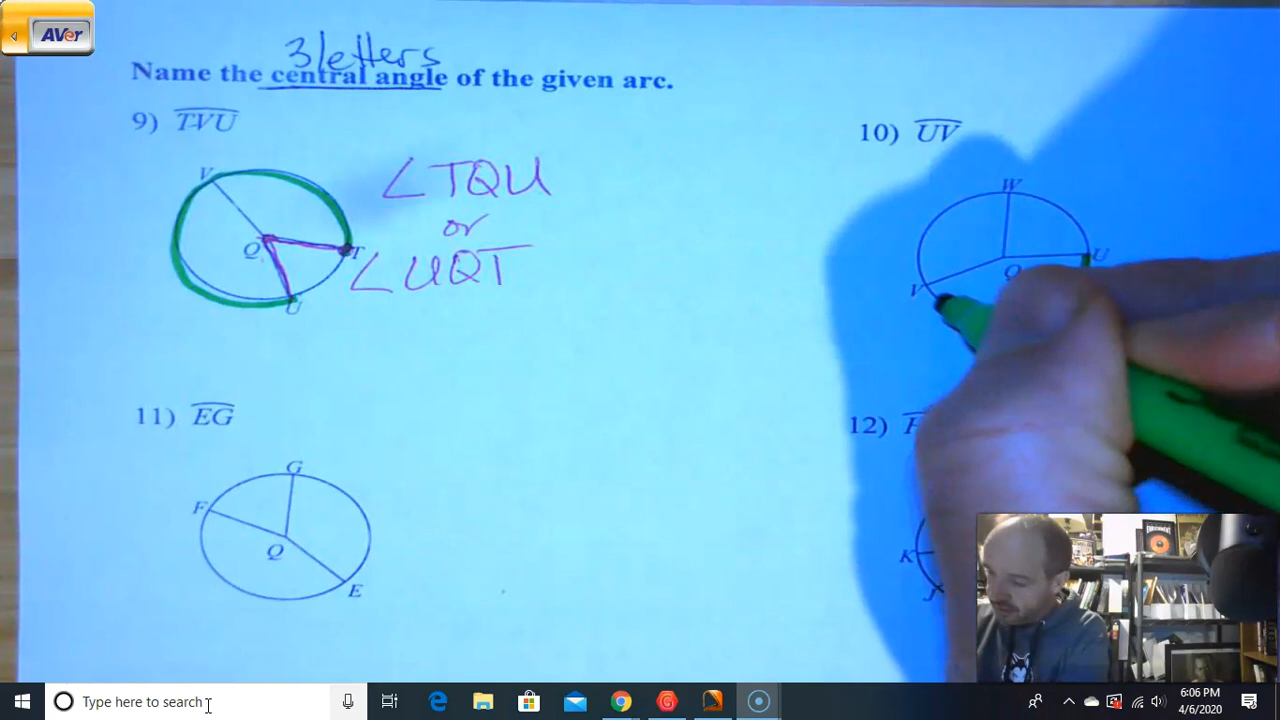 AVer
3 letters
Name the central angle of the given arc.
9) TVU
10) UV
V
Q
T
U
∠TQU
or
∠UQT
W
U
V
Q
11) EG
G
F
Q
E
12)
K
J
Type here to search
6:06 PM
4/6/2020